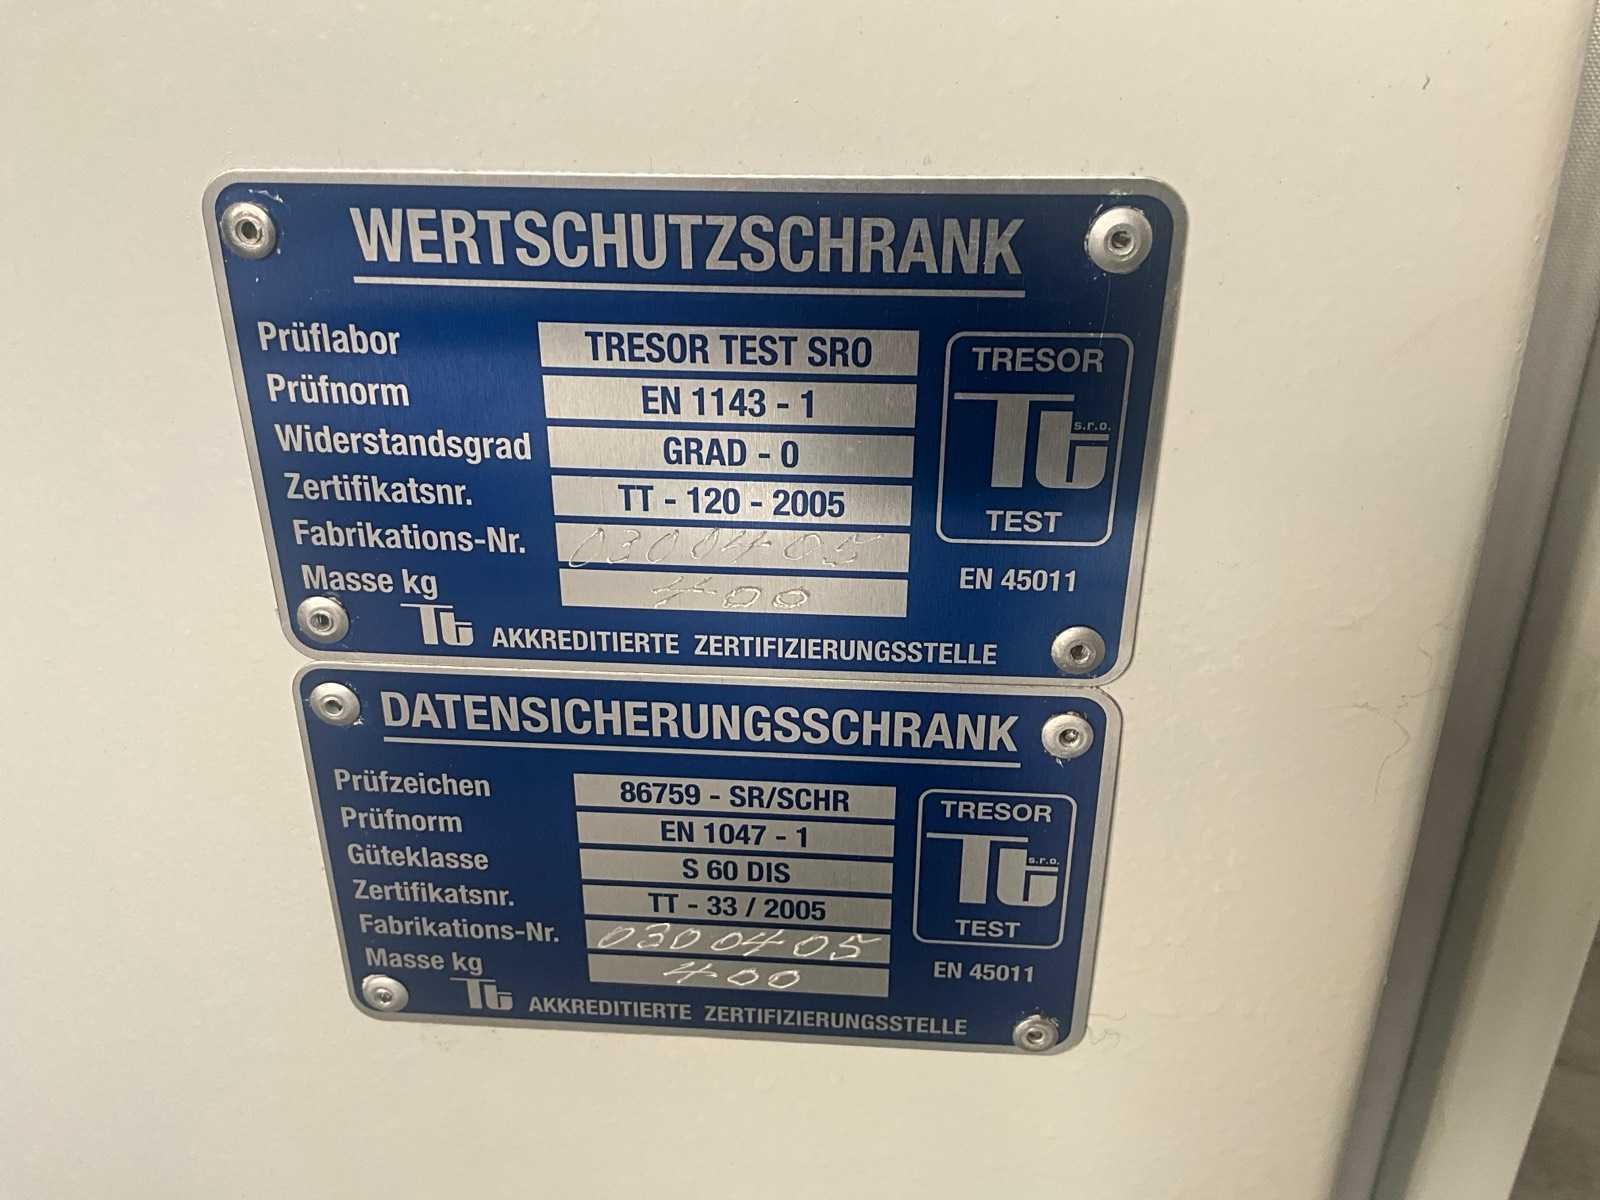 WERTSCHUTZSCHRANK
Prüflabor TRESOR TEST SRO
Prüfnorm EN 1143 - 1
Widerstandsgrad GRAD - 0
Zertifikatsnr. TT - 120 - 2005
Fabrikations-Nr. 0300405
Masse kg 400
TRESOR
Tt s.r.o.
TEST
EN 45011
Tt AKKREDITIERTE ZERTIFIZIERUNGSSTELLE
DATENSICHERUNGSSCHRANK
Prüfzeichen 86759 - SR/SCHR
Prüfnorm EN 1047 - 1
Güteklasse S 60 DIS
Zertifikatsnr. TT - 33 / 2005
Fabrikations-Nr. 0300405
Masse kg 400
TRESOR
Tt s.r.o.
TEST
EN 45011
Tt AKKREDITIERTE ZERTIFIZIERUNGSSTELLE